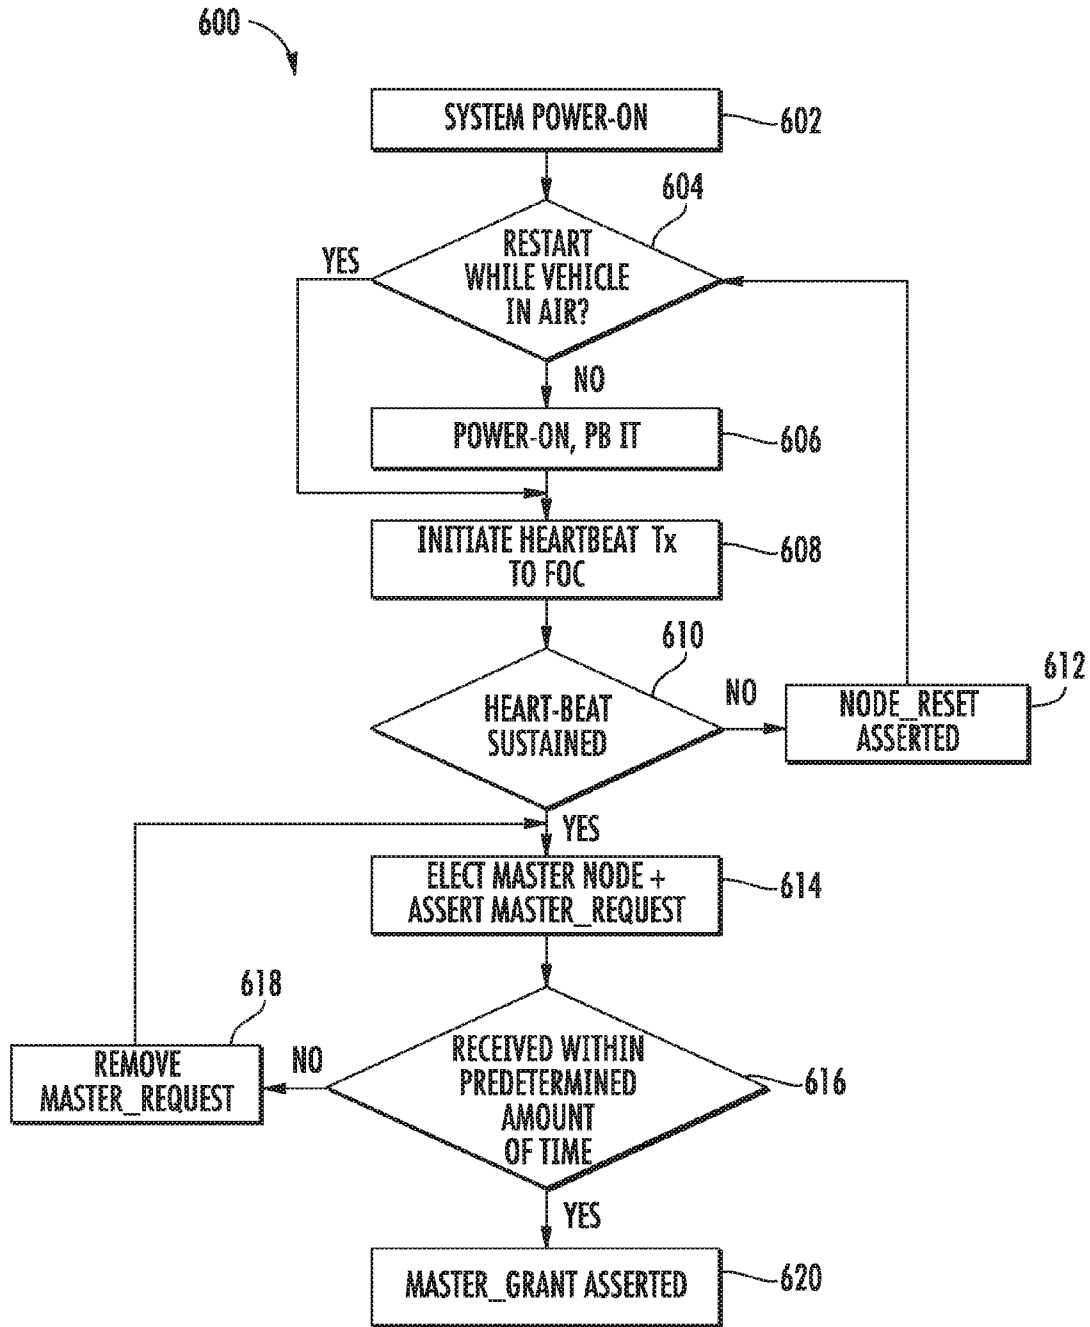 600
SYSTEM POWER-ON
602
604
RESTART
WHILE VEHICLE
IN AIR?
YES
NO
POWER-ON, PB IT
606
INITIATE HEARTBEAT Tx
TO FOC
608
610
HEART-BEAT
SUSTAINED
NO
NODE_RESET
ASSERTED
612
YES
ELECT MASTER NODE +
ASSERT MASTER_REQUEST
614
618
REMOVE
MASTER_REQUEST
NO
RECEIVED WITHIN
PREDETERMINED
AMOUNT
OF TIME
616
YES
MASTER_GRANT ASSERTED
620